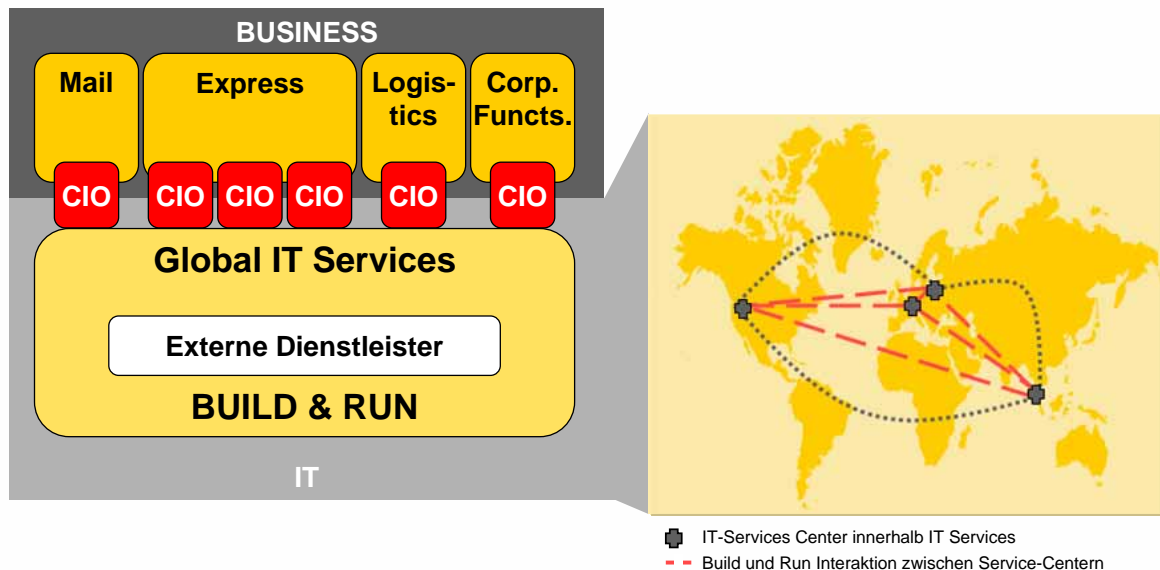 BUSINESS
Mail
Express
Logis-
tics
Corp.
Functs.
CIO
CIO
CIO
CIO
CIO
CIO
Global IT Services
Externe Dienstleister
BUILD & RUN
IT
IT-Services Center innerhalb IT Services
Build und Run Interaktion zwischen Service-Centern